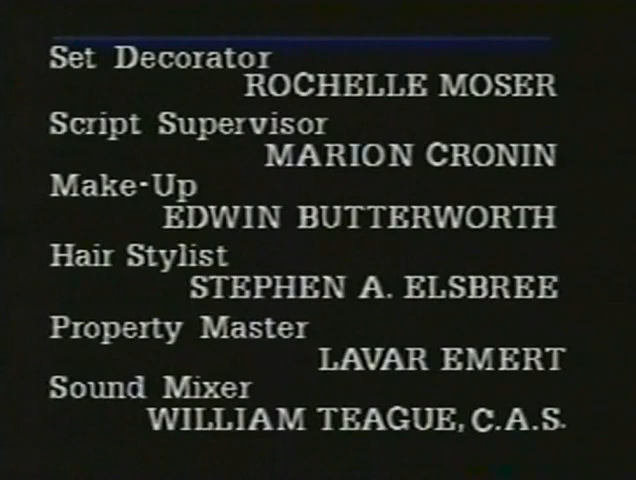 Set Decorator
ROCHELLE MOSER
Script Supervisor
MARION CRONIN
Make-Up
EDWIN BUTTERWORTH
Hair Stylist
STEPHEN A. ELSBREE
Property Master
LAVAR EMERT
Sound Mixer
WILLIAM TEAGUE, C.A.S.